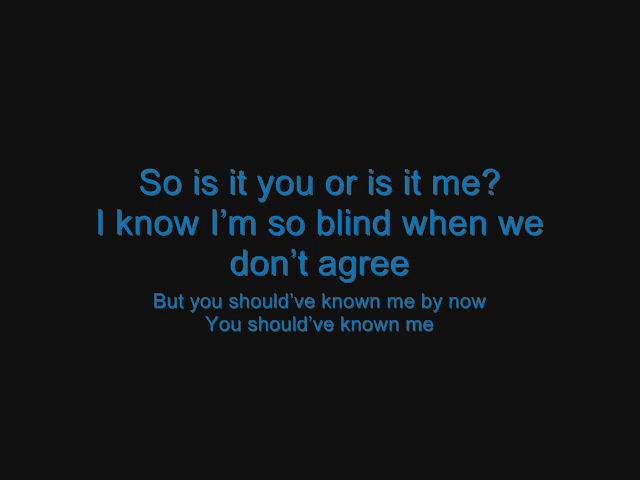 So is it you or is it me?
I know I'm so blind when we
don't agree
But you should've known me by now
You should've known me